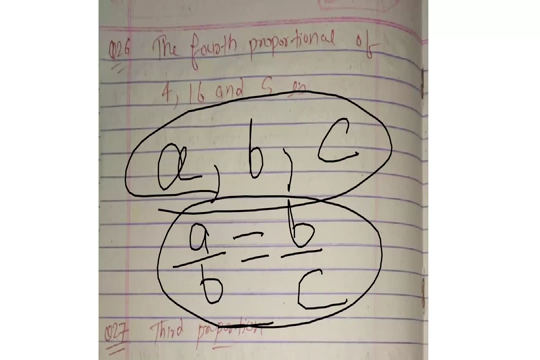 Q26 The fourth proportional of
4, 16 and 5 is
a, b, C
a/b = b/C
Q27 Third proportion